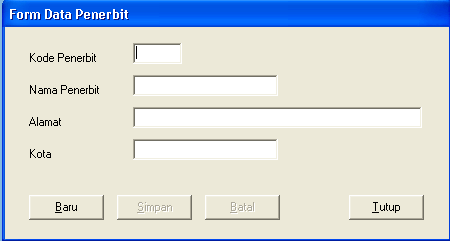 Form Data Penerbit
Kode Penerbit
Nama Penerbit
Alamat
Kota
Baru Simpan Batal Tutup